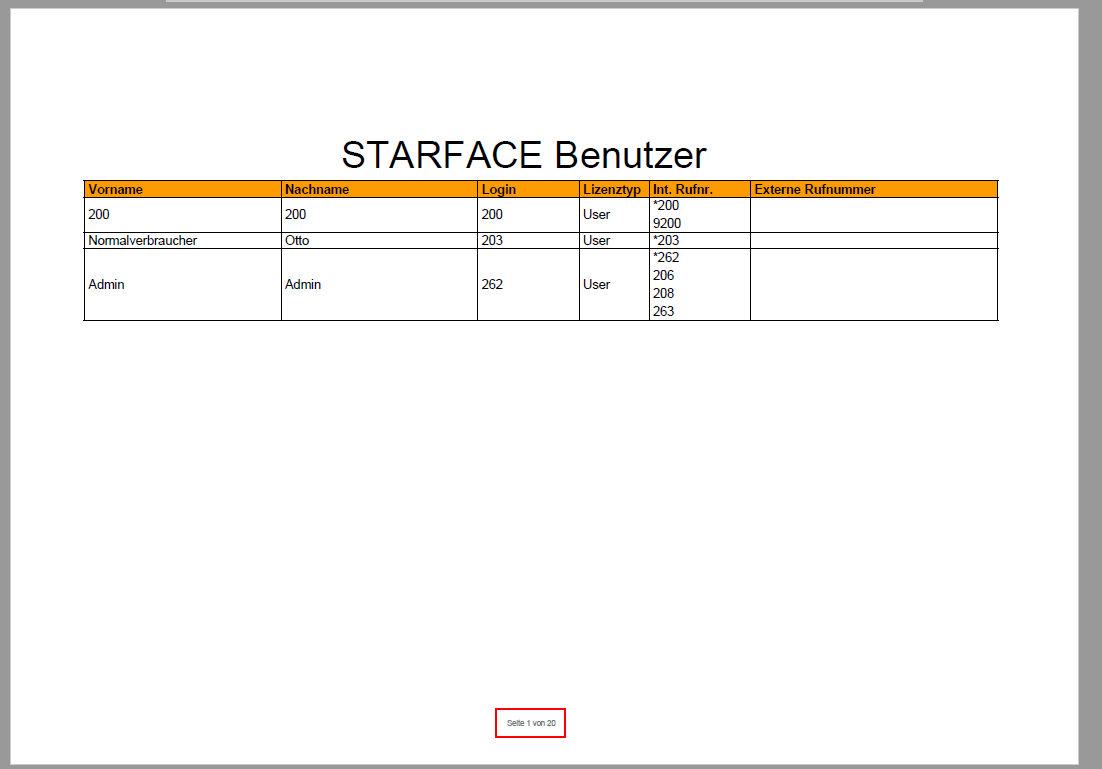 STARFACE Benutzer
Vorname Nachname Login Lizenztyp Int. Rufnr. Externe Rufnummer
200 200 200 User *200
9200
Normalverbraucher Otto 203 User *203
Admin Admin 262 User *262
206
208
263
Seite 1 von 20